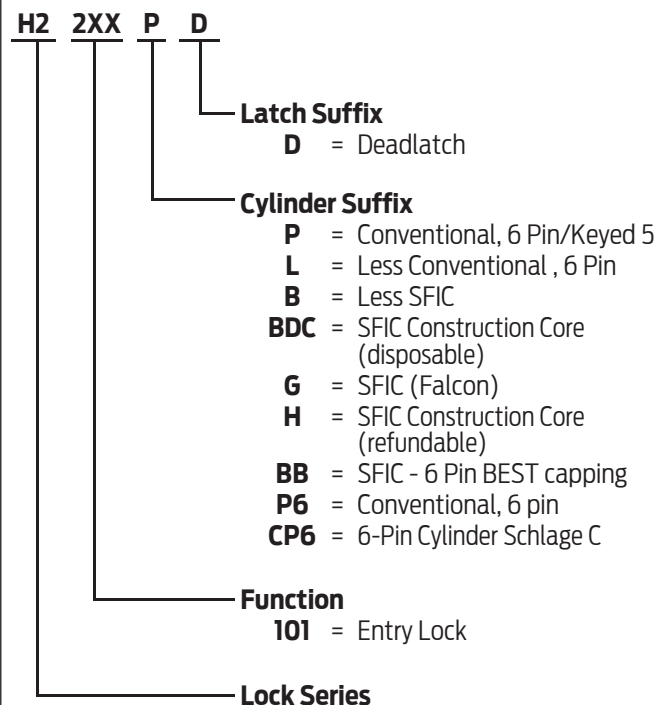 H2 2XX P D
Latch Suffix
D = Deadlatch
Cylinder Suffix
P = Conventional, 6 Pin/Keyed 5
L = Less Conventional , 6 Pin
B = Less SFIC
BDC = SFIC Construction Core
(disposable)
G = SFIC (Falcon)
H = SFIC Construction Core
(refundable)
BB = SFIC - 6 Pin BEST capping
P6 = Conventional, 6 pin
CP6 = 6-Pin Cylinder Schlage C
Function
101 = Entry Lock
Lock Series